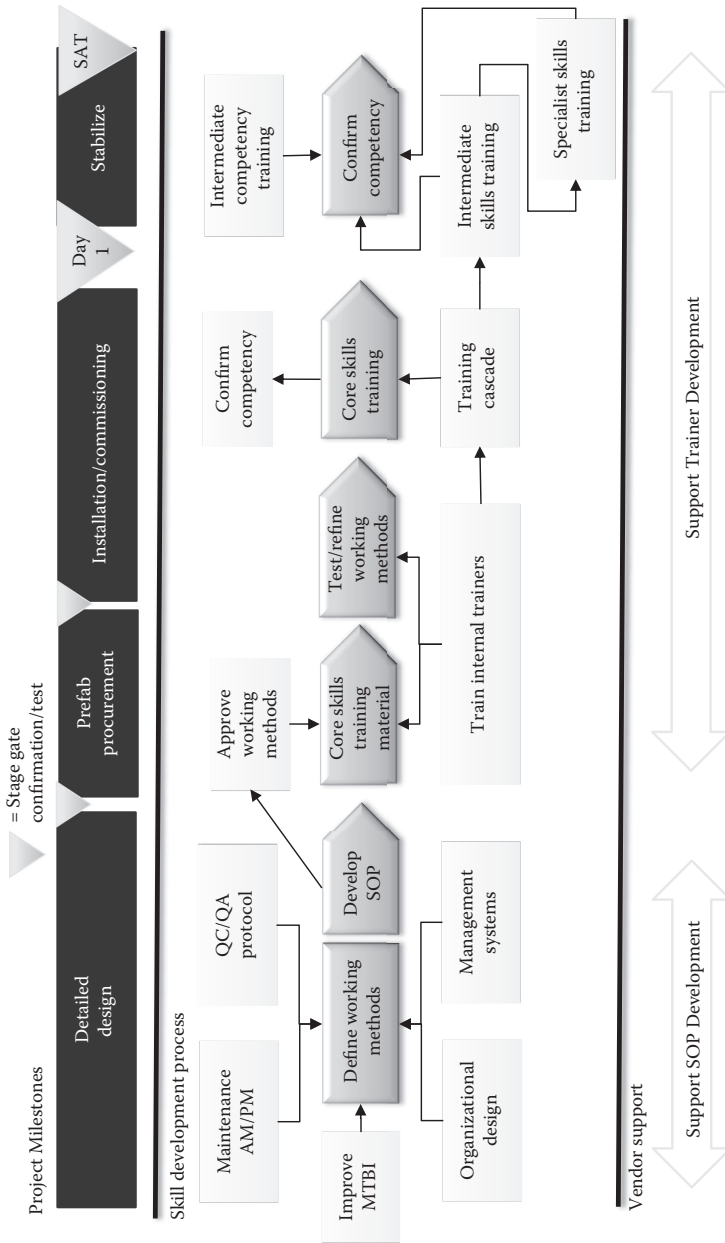 = Stage gate
confirmation/test
Project Milestones
Detailed
design
Prefab
procurement
Installation/commissioning
Day
1
Stabilize
SAT
Skill development process
Maintenance
AM/PM
QC/QA
protocol
Approve
working
methods
Confirm
competency
Intermediate
competency
training
Improve
MTBI
Define working
methods
Develop
SOP
Core skills
training
material
Test/refine
working
methods
Core skills
training
Confirm
competency
Organizational
design
Management
systems
Train internal trainers
Training
cascade
Intermediate
skills training
Specialist skills
training
Vendor support
Support SOP Development
Support Trainer Development